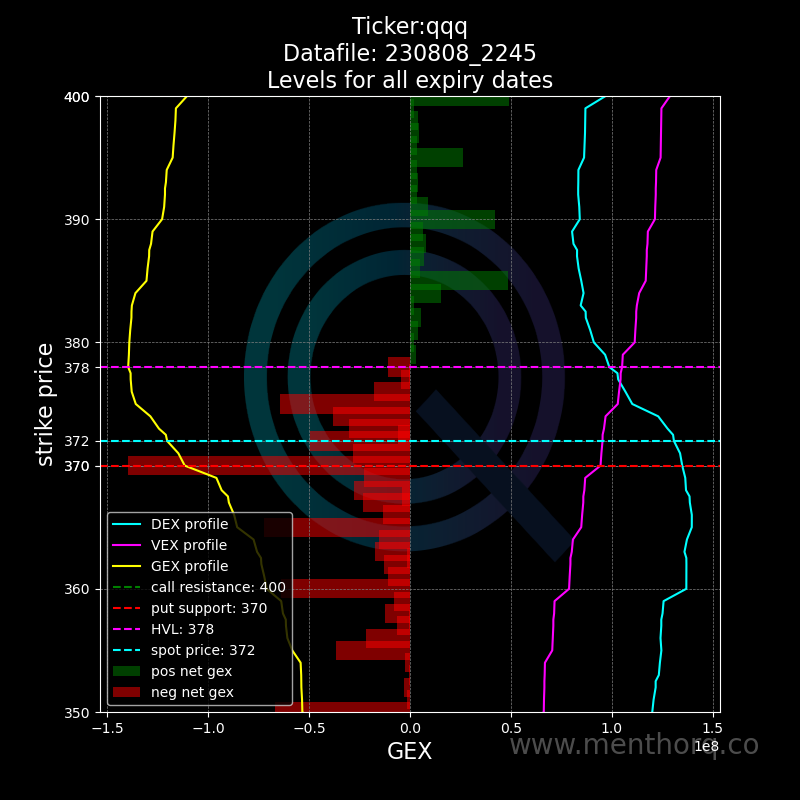 Ticker:qqq
Datafile: 230808_2245
Levels for all expiry dates
strike price
400
390
380
378
372
370
360
350
DEX profile
VEX profile
GEX profile
call resistance: 400
put support: 370
HVL: 378
spot price: 372
pos net gex
neg net gex
−1.5 −1.0 −0.5 0.0 0.5 1.0 1.5
1e8
GEX
www.menthorq.co